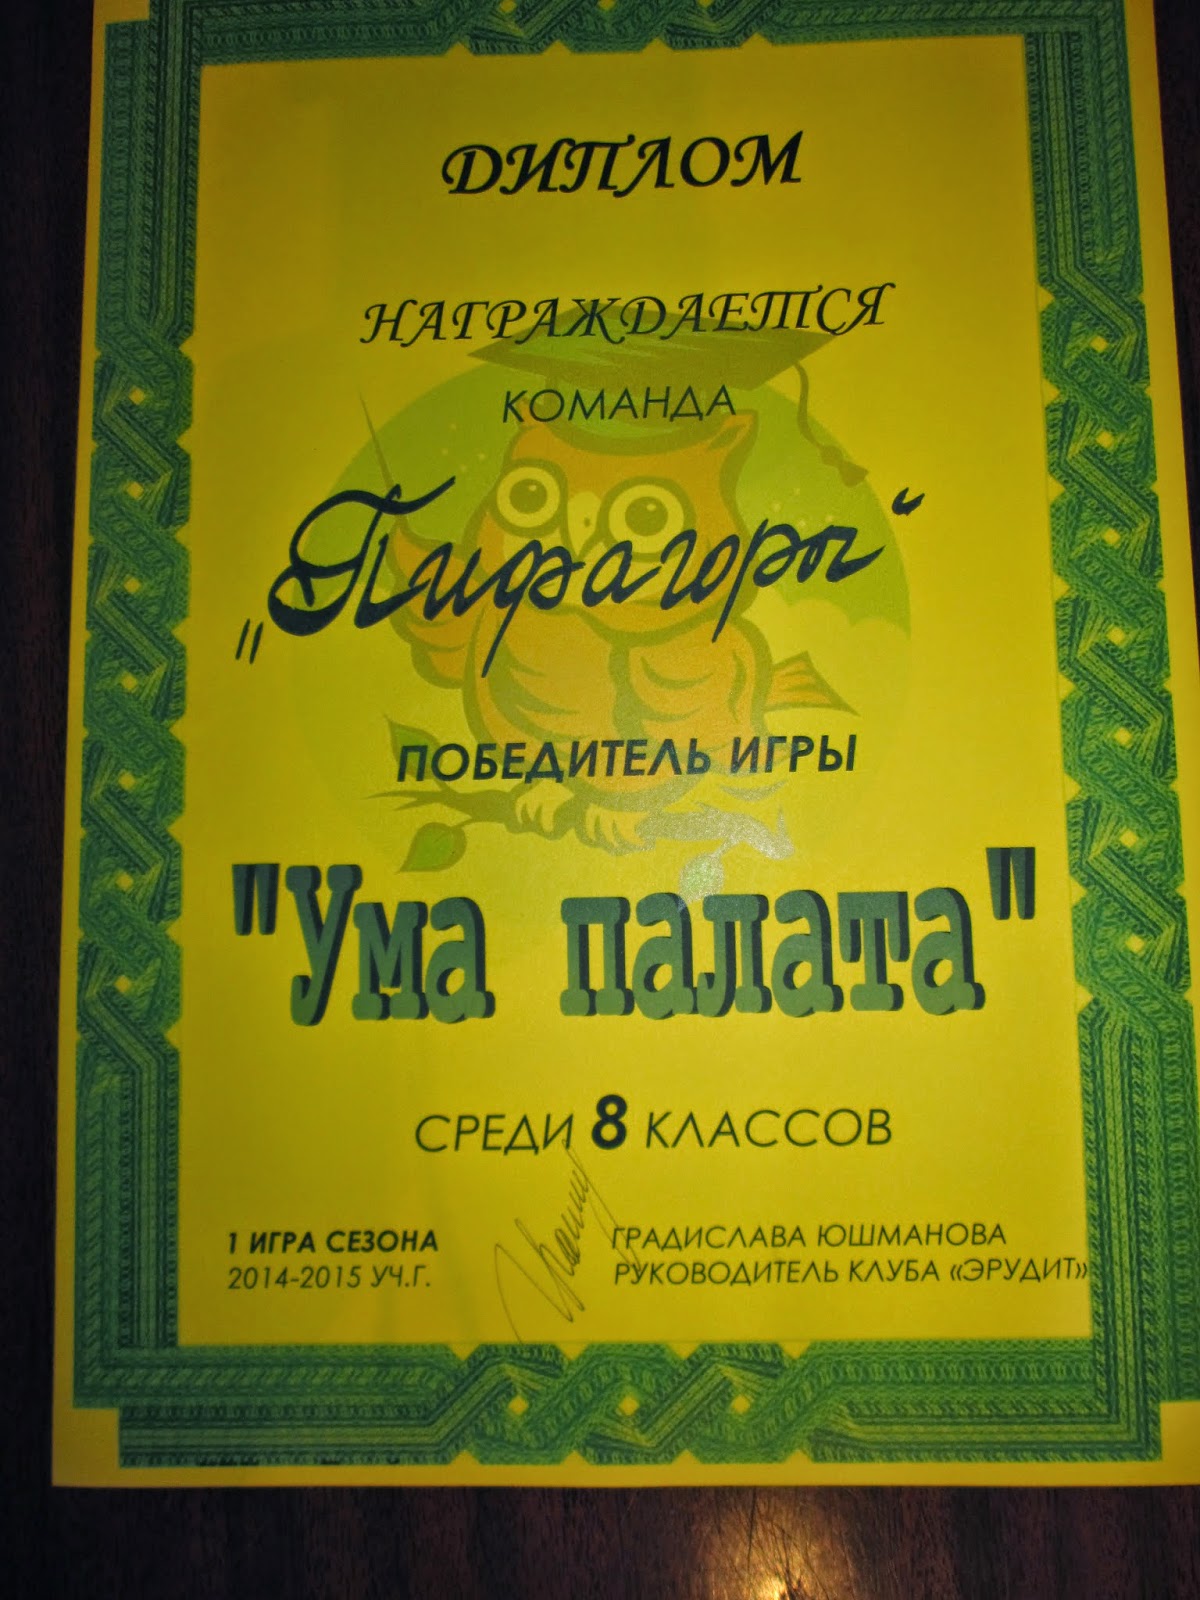 ДИПЛОМ
НАГРАЖДАЕТСЯ
КОМАНДА
„Пифагоры“
ПОБЕДИТЕЛЬ ИГРЫ
"Ума палата"
СРЕДИ 8 КЛАССОВ
1 ИГРА СЕЗОНА
2014-2015 УЧ.Г.
ГРАДИСЛАВА ЮШМАНОВА
РУКОВОДИТЕЛЬ КЛУБА «ЭРУДИТ»